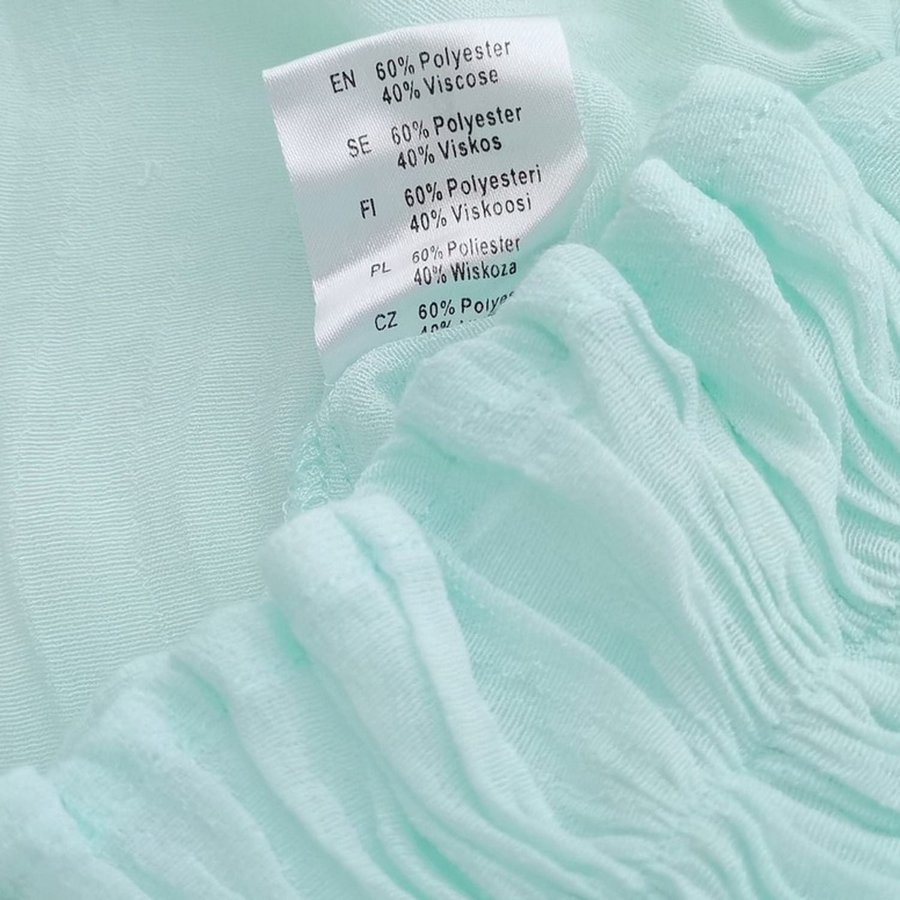 EN 60% Polyester
40% Viscose
SE 60% Polyester
40% Viskos
FI 60% Polyesteri
40% Viskoosi
PL 60% Poliester
40% Wiskoza
CZ 60%
40%